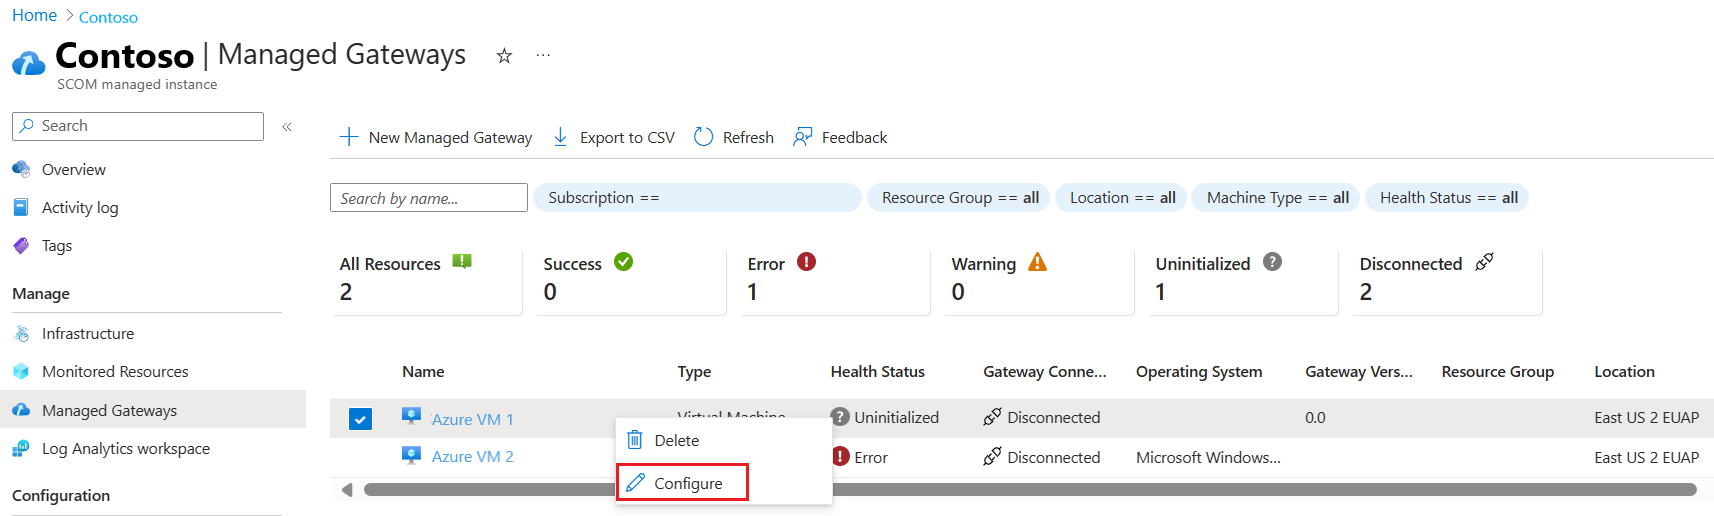 Home > Contoso
Contoso | Managed Gateways ☆ ...
SCOM managed instance
Search «
Overview
Activity log
Tags
Manage
Infrastructure
Monitored Resources
Managed Gateways
Log Analytics workspace
Configuration
New Managed Gateway Export to CSV Refresh Feedback
Search by name... Subscription == Resource Group == all Location == all Machine Type == all Health Status == all
All Resources Success Error Warning Uninitialized Disconnected
2 0 1 0 1 2
Name Type Health Status Gateway Conne... Operating System Gateway Vers... Resource Group Location
Azure VM 1 Virtual Machine Uninitialized Disconnected 0.0 East US 2 EUAP
Azure VM 2 Error Disconnected Microsoft Windows... East US 2 EUAP
Delete
Configure